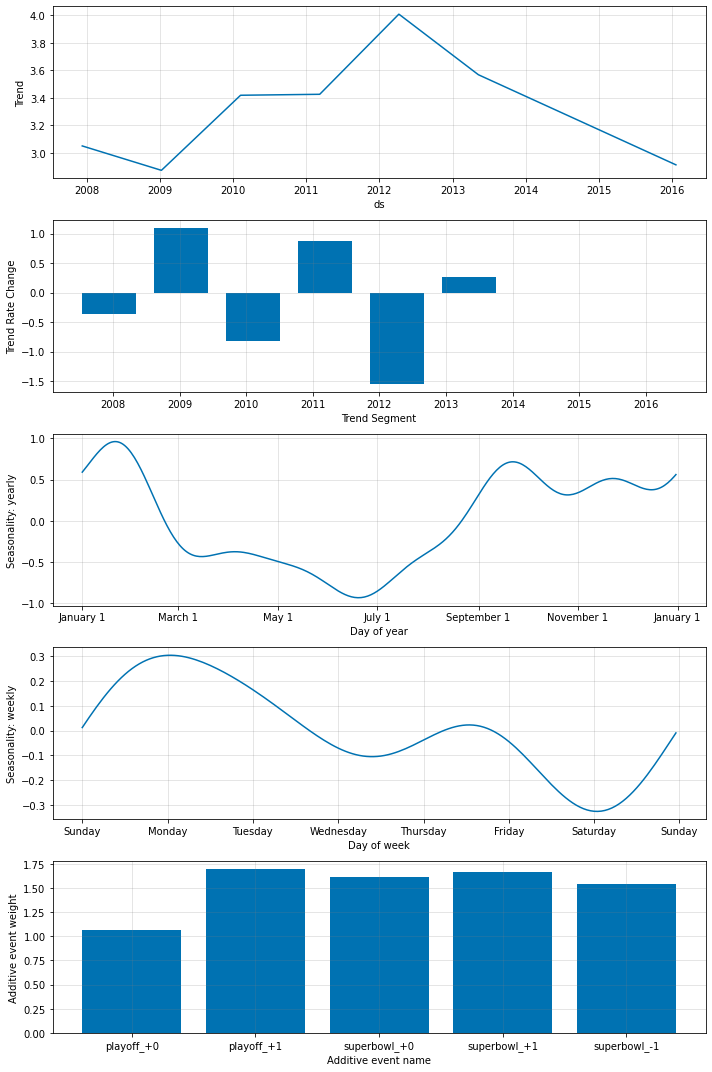 4.0
3.8
3.6
3.4
3.2
3.0
Trend
2008 2009 2010 2011 2012 2013 2014 2015 2016
ds
1.0
0.5
0.0
−0.5
−1.0
−1.5
Trend Rate Change
2008 2009 2010 2011 2012 2013 2014 2015 2016
Trend Segment
1.0
0.5
0.0
−0.5
−1.0
Seasonality: yearly
January 1 March 1 May 1 July 1 September 1 November 1 January 1
Day of year
0.3
0.2
0.1
0.0
−0.1
−0.2
−0.3
Seasonality: weekly
Sunday Monday Tuesday Wednesday Thursday Friday Saturday Sunday
Day of week
1.75
1.50
1.25
1.00
0.75
0.50
0.25
0.00
Additive event weight
playoff_+0 playoff_+1 superbowl_+0 superbowl_+1 superbowl_-1
Additive event name